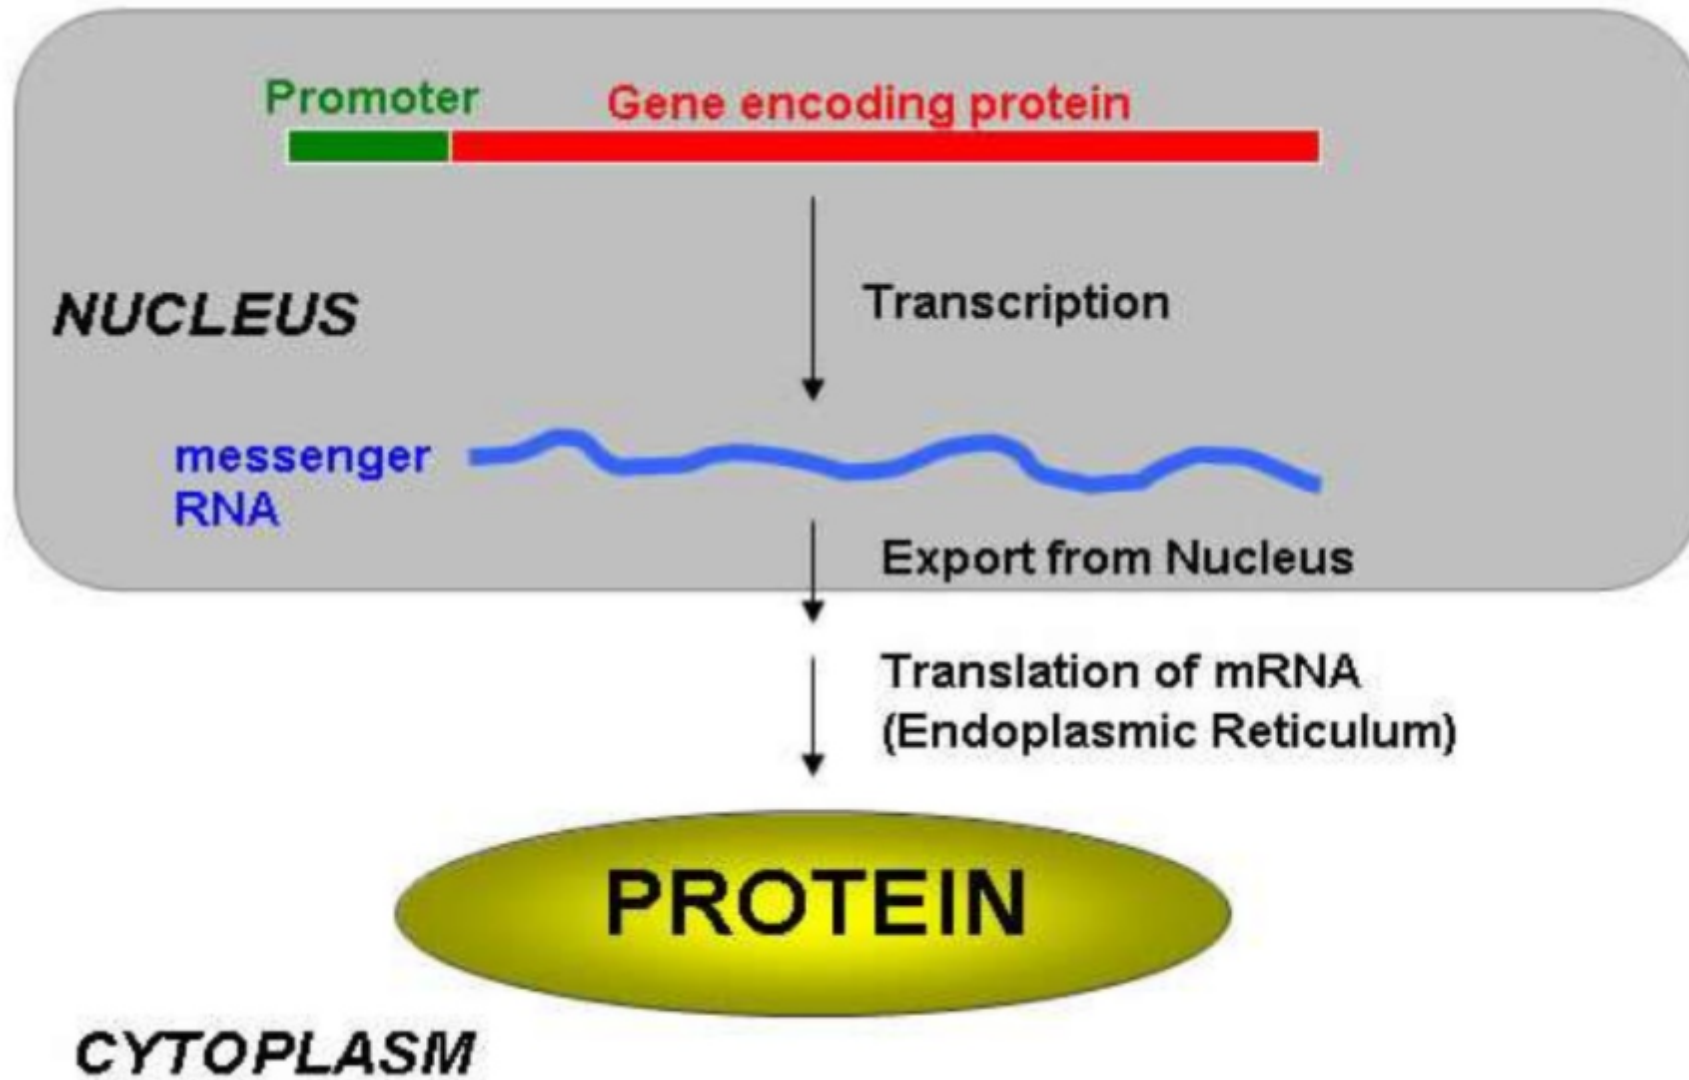 Promoter
Gene encoding protein
NUCLEUS
Transcription
messenger
RNA
Export from Nucleus
Translation of mRNA
(Endoplasmic Reticulum)
PROTEIN
CYTOPLASM